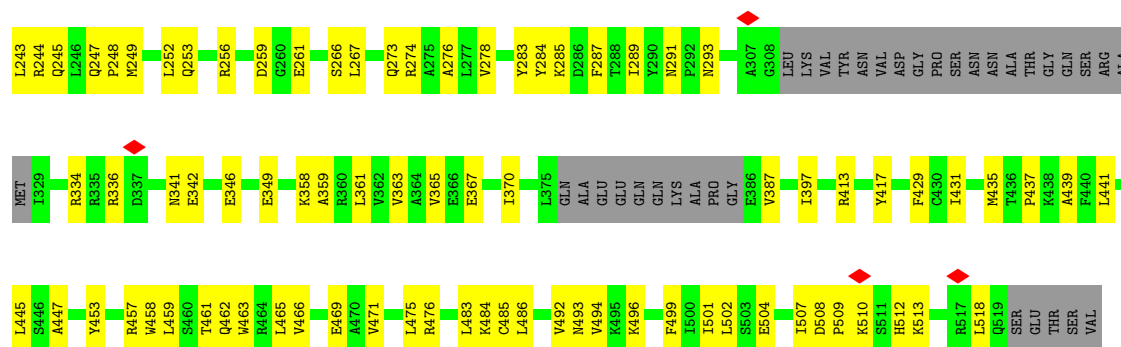 L243 R244 Q245 L246 Q247 P248 M249 L252 Q253 R256 D259 G260 E261 S266 L267 Q273 R274 A275 A276 L277 V278 Y283 Y284 K285 D286 F287 T288 I289 Y290 N291 P292 N293 A307 G308 LEU LYS VAL TYR ASN VAL ASP GLY PRO SER ASN ASN ALA THR GLY GLN SER ARG ALA
MET I329 R334 R335 R336 D337 N341 E342 E346 E349 K358 A359 R360 L361 V362 V363 A364 V365 E366 E367 I370 L375 GLN ALA GLU GLU GLN GLN LYS ALA PRO GLY E386 V387 I397 R413 Y417 F429 C430 I431 M435 T436 P437 K438 A439 F440 L441
L445 S446 A447 Y453 R457 W458 L459 S460 T461 Q462 W463 R464 L465 V466 E469 A470 V471 L475 R476 L483 K484 C485 L486 V492 N493 V494 K495 K496 F499 I500 I501 L502 S503 E504 I507 D508 P509 K510 S511 H512 K513 R517 L518 Q519 SER GLU THR SER VAL